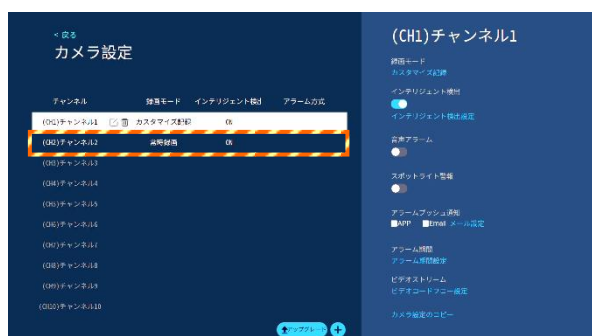 < 戻る
カメラ設定
チャンネル 録画モード インテリジェント検出 アラーム方式
(CH1)チャンネル1 カスタマイズ記録 ON
(CH2)チャンネル2 常時録画 ON
(CH3)チャンネル3
(CH4)チャンネル4
(CH5)チャンネル5
(CH6)チャンネル6
(CH7)チャンネル7
(CH8)チャンネル8
(CH9)チャンネル9
(CH10)チャンネル10
アップグレード +
(CH1)チャンネル1
録画モード
カスタマイズ記録
インテリジェント検出
インテリジェント検出設定
音声アラーム
スポットライト警報
アラームプッシュ通知
APP Email メール設定
アラーム期間
アラーム期間設定
ビデオストリーム
ビデオコードフニー設定
カメラ設定のコピー